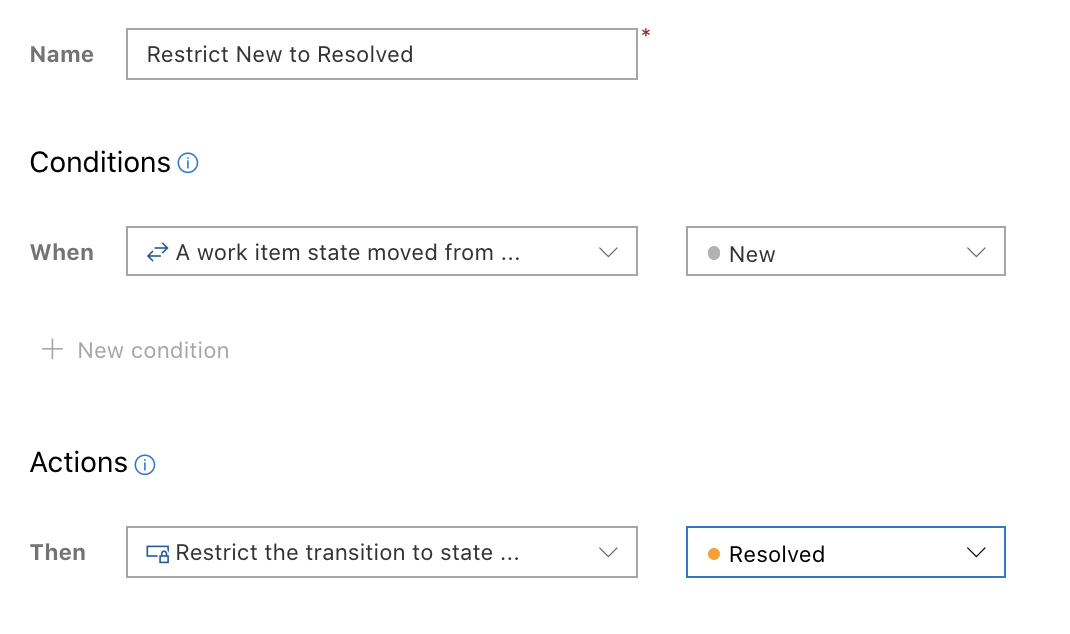 Name Restrict New to Resolved *
Conditions
When A work item state moved from ... New
+ New condition
Actions
Then Restrict the transition to state ... Resolved